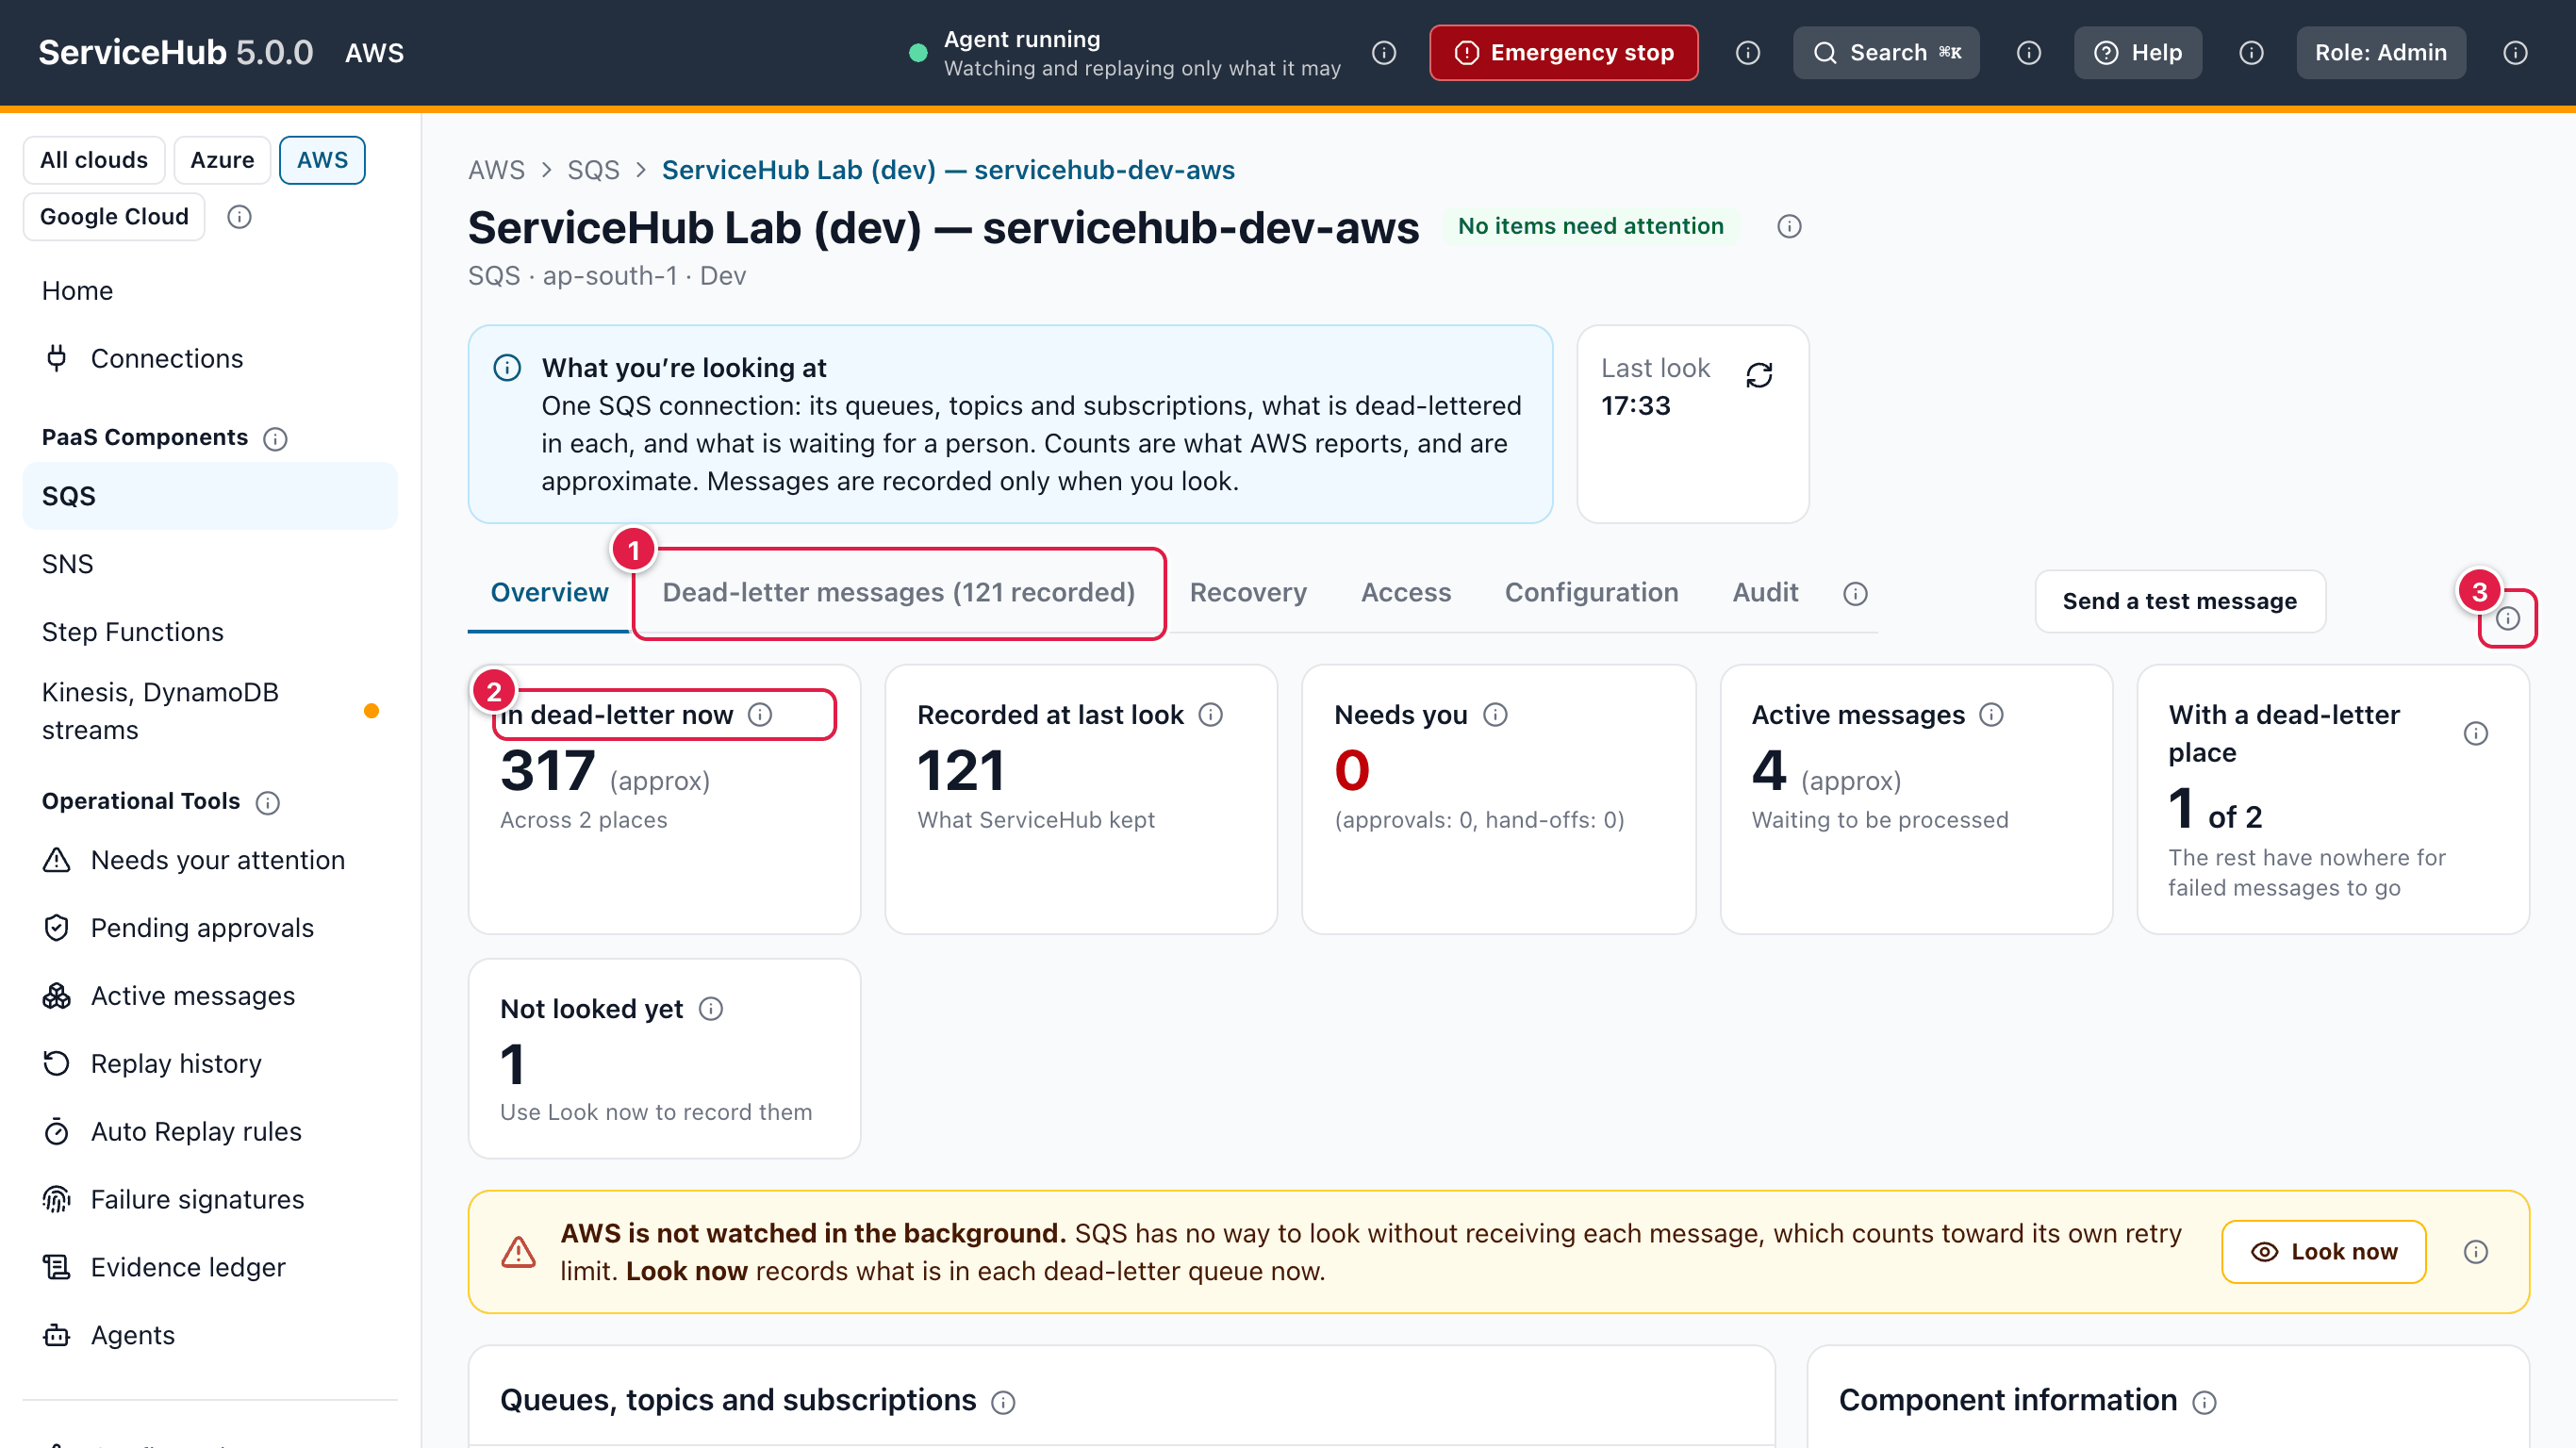 ServiceHub 5.0.0 AWS
Agent running
Watching and replaying only what it may
Emergency stop
Search ⌘K
Help
Role: Admin
All clouds
Azure
AWS
Google Cloud
Home
Connections
PaaS Components
SQS
SNS
Step Functions
Kinesis, DynamoDB
streams
Operational Tools
Needs your attention
Pending approvals
Active messages
Replay history
Auto Replay rules
Failure signatures
Evidence ledger
Agents
AWS > SQS > ServiceHub Lab (dev) — servicehub-dev-aws
ServiceHub Lab (dev) — servicehub-dev-aws
No items need attention
SQS · ap-south-1 · Dev
What you’re looking at
One SQS connection: its queues, topics and subscriptions, what is dead-lettered
in each, and what is waiting for a person. Counts are what AWS reports, and are
approximate. Messages are recorded only when you look.
Last look
17:33
1
Overview
Dead-letter messages (121 recorded)
Recovery
Access
Configuration
Audit
Send a test message
3
2
In dead-letter now
317 (approx)
Across 2 places
Recorded at last look
121
What ServiceHub kept
Needs you
0
(approvals: 0, hand-offs: 0)
Active messages
4 (approx)
Waiting to be processed
With a dead-letter
place
1 of 2
The rest have nowhere for
failed messages to go
Not looked yet
1
Use Look now to record them
AWS is not watched in the background. SQS has no way to look without receiving each message, which counts toward its own retry
limit. Look now records what is in each dead-letter queue now.
Look now
Queues, topics and subscriptions
Component information